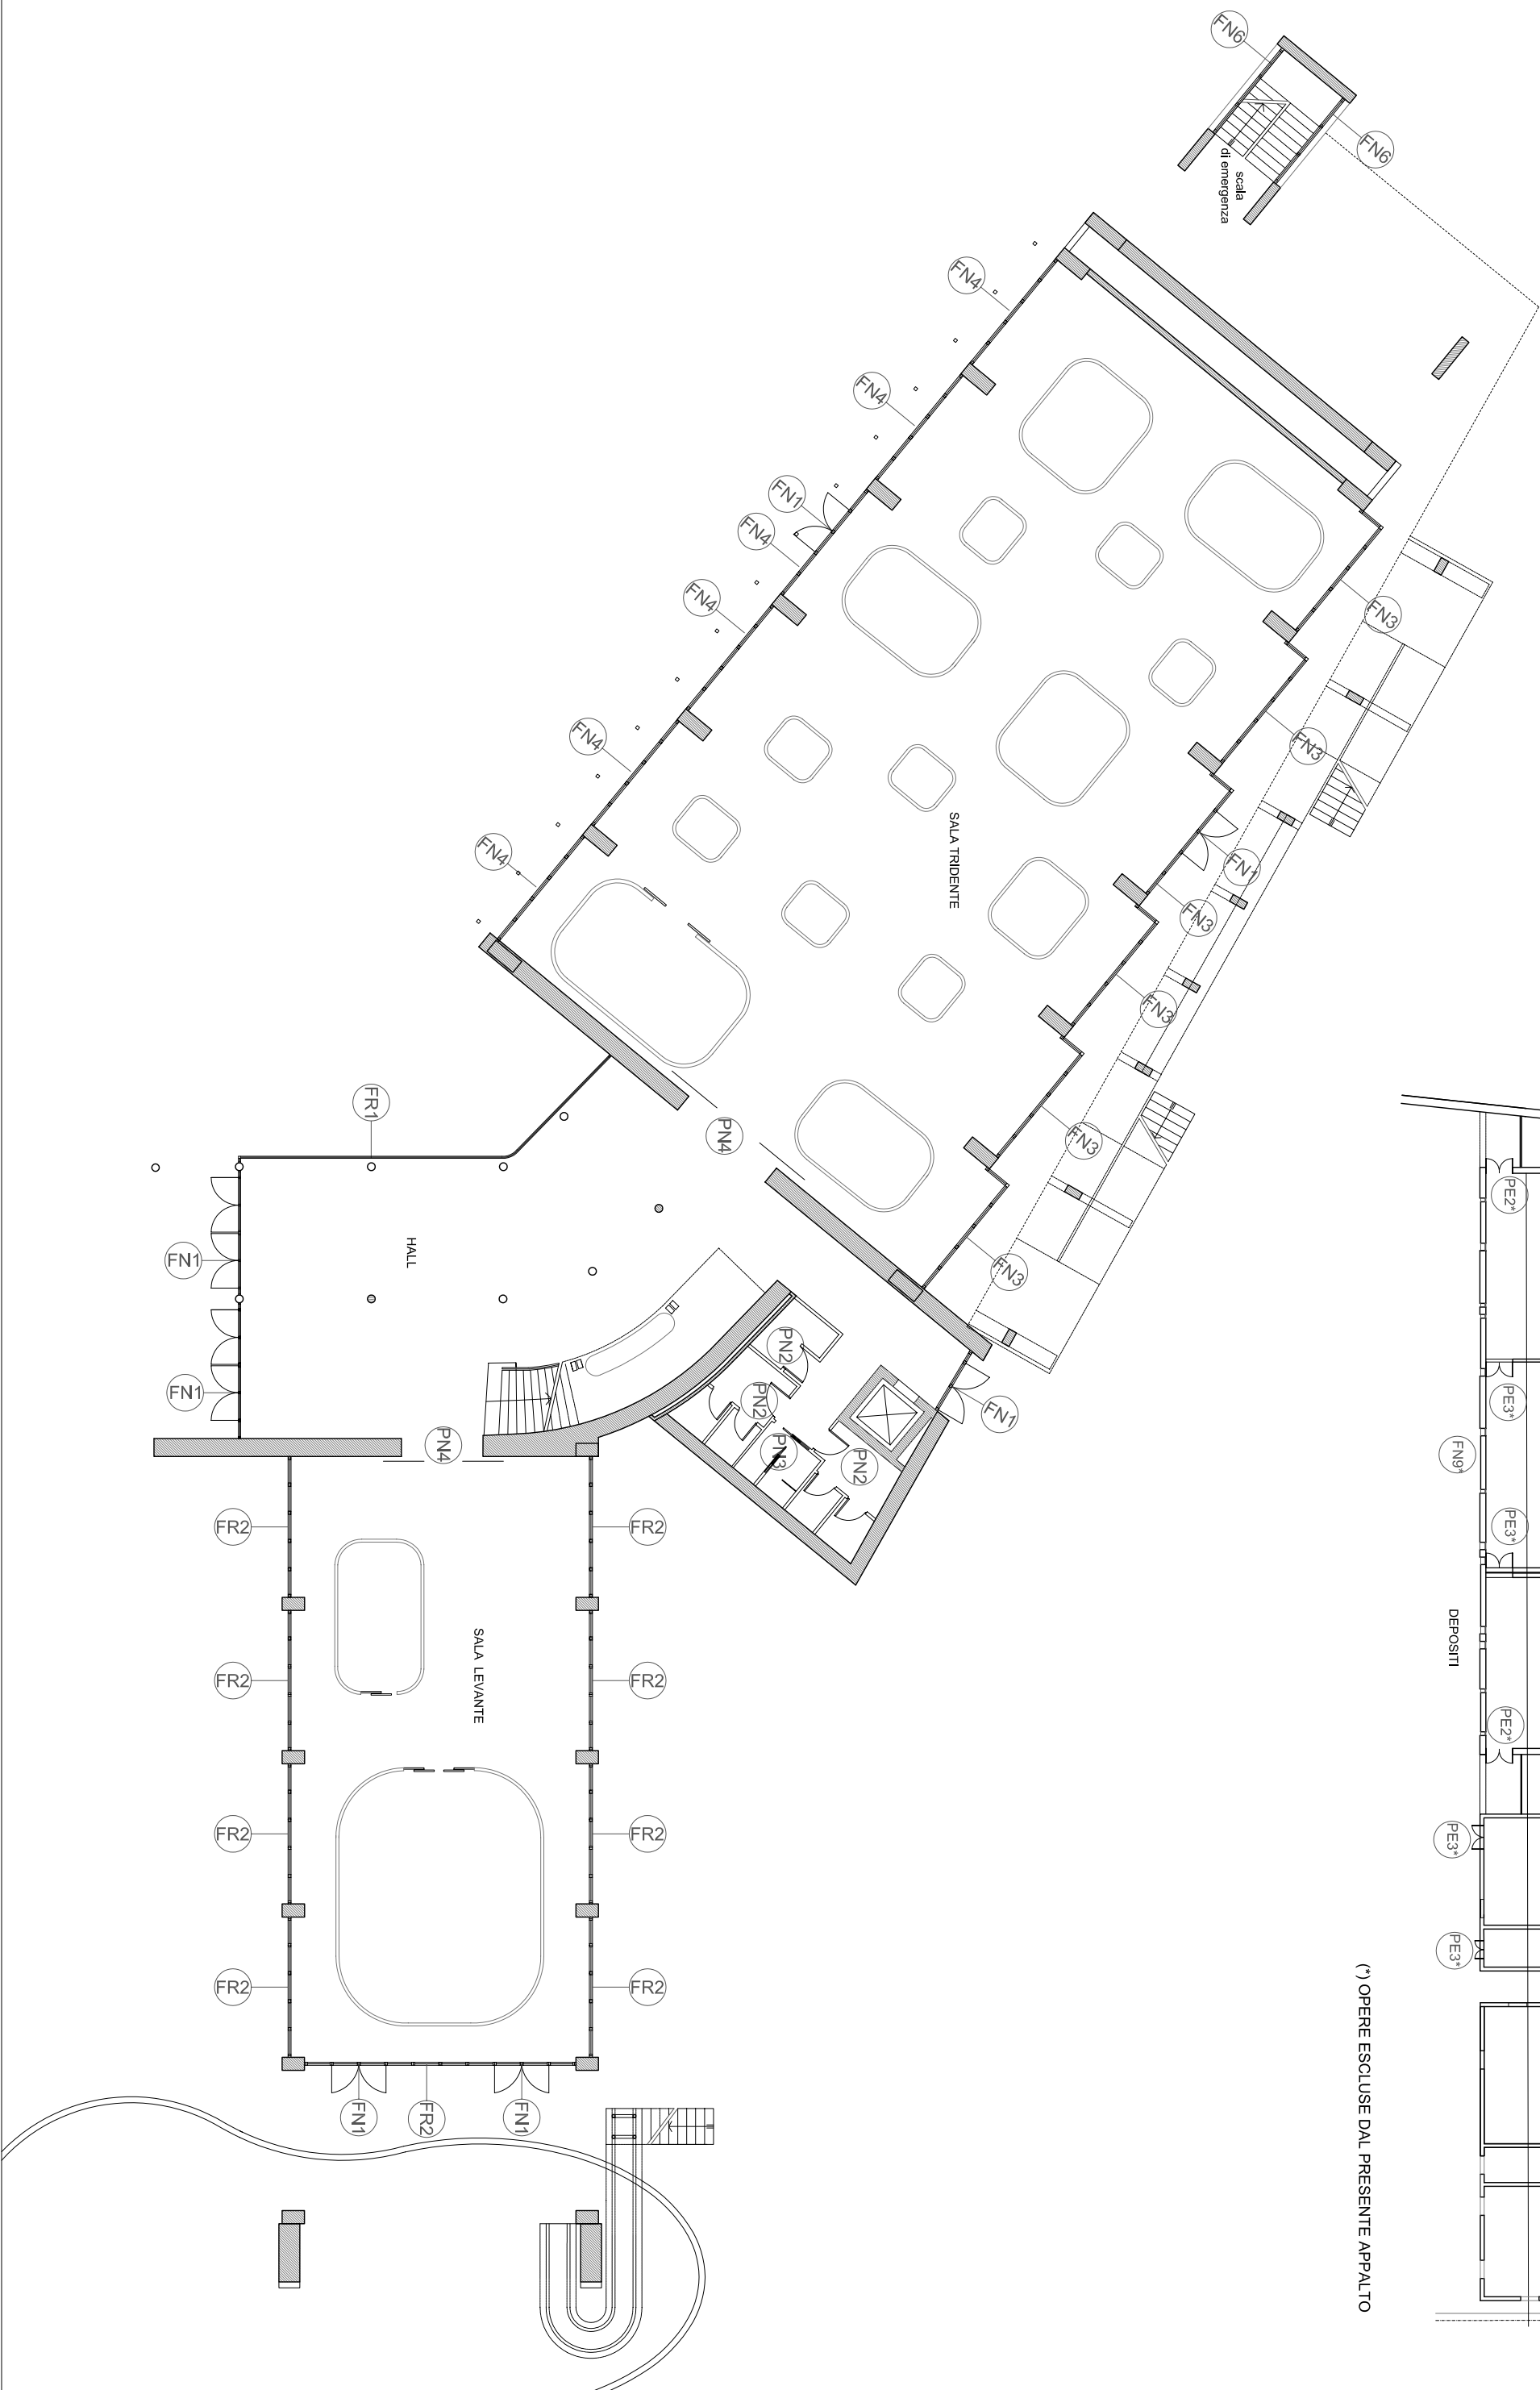 FN6
FN6
scala
di emergenza
FN4
FN4
FN1
FN4
FN4
FN4
FN4
FN3
FN3
FN1
FN3
FN3
FN3
FN3
SALA TRIDENTE
PN4
FR1
HALL
FN1
FN1
PN4
PN2
PN2
PN3
PN2
FN1
FR2
FR2
FR2
FR2
FR2
FR2
FR2
FR2
SALA LEVANTE
FN1
FR2
FN1
PE2*
PE3*
FN9*
PE3*
DEPOSITI
PE2*
PE3*
PE3*
(*) OPERE ESCLUSE DAL PRESENTE APPALTO